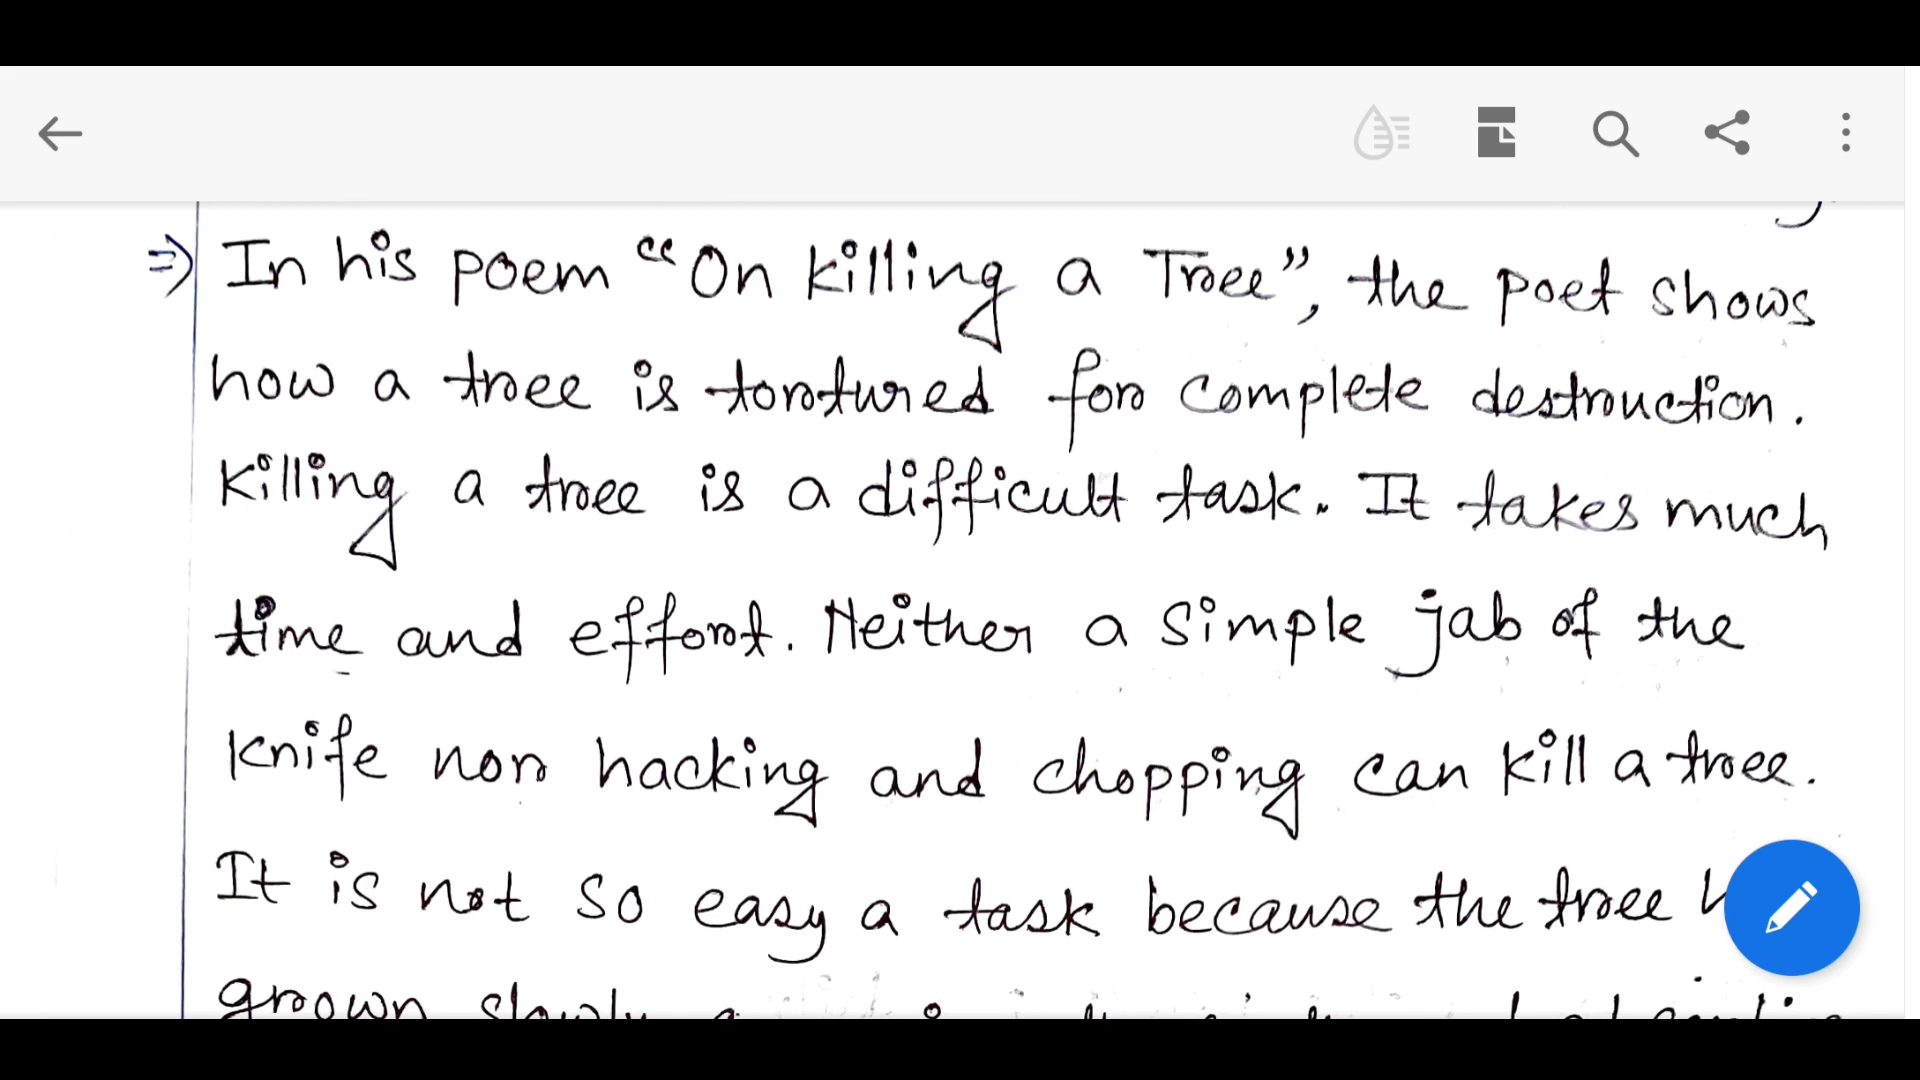 ⇒ In his poem "On killing a Tree", the poet shows
how a tree is tortured for complete destruction.
Killing a tree is a difficult task. It takes much
time and effort. Neither a simple jab of the
knife nor hacking and chopping can kill a tree.
It is not so easy a task because the tree
grown slowly